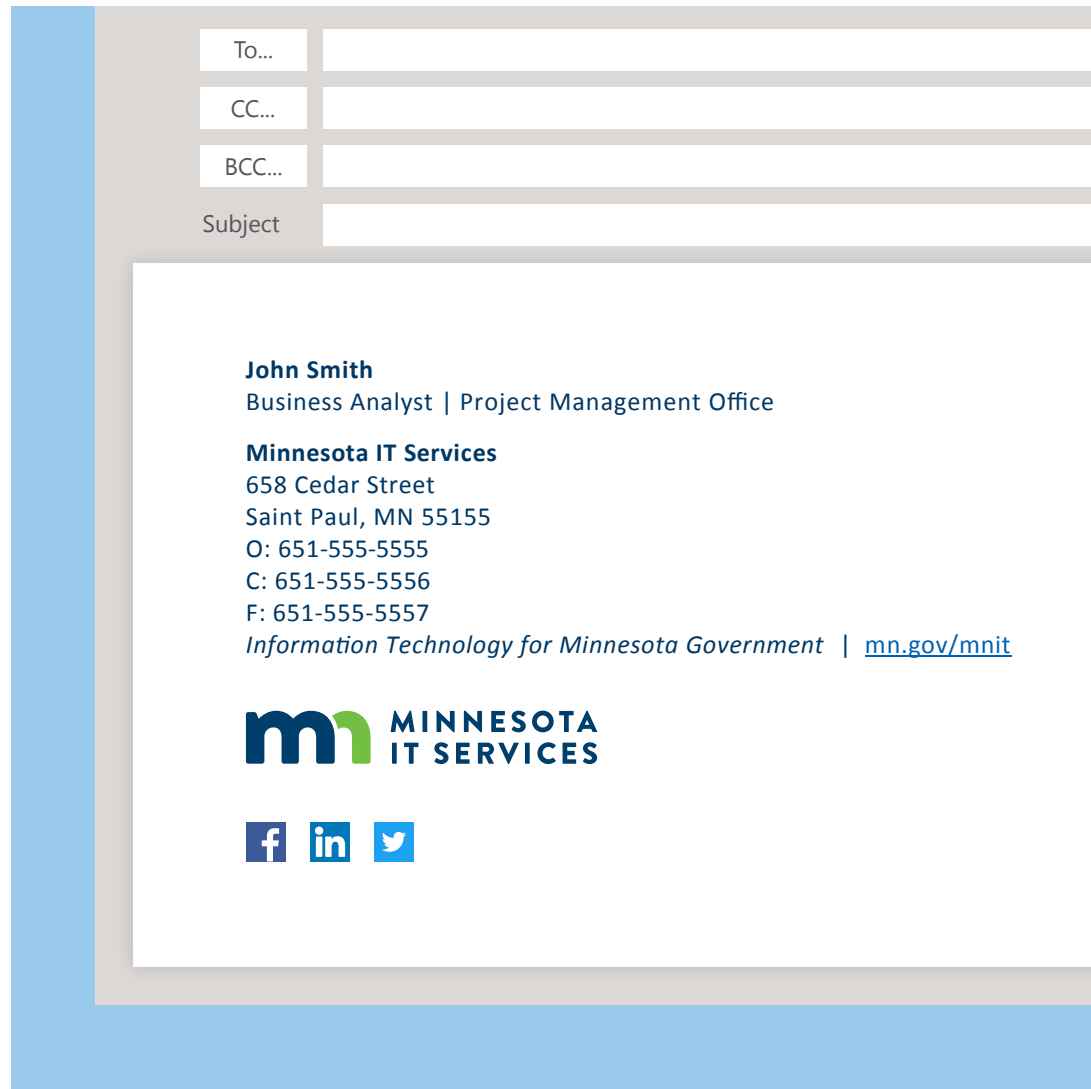 To...
CC...
BCC...
Subject
John Smith
Business Analyst | Project Management Office
Minnesota IT Services
658 Cedar Street
Saint Paul, MN 55155
O: 651-555-5555
C: 651-555-5556
F: 651-555-5557
Information Technology for Minnesota Government | mn.gov/mnit
mn MINNESOTA
IT SERVICES
f in